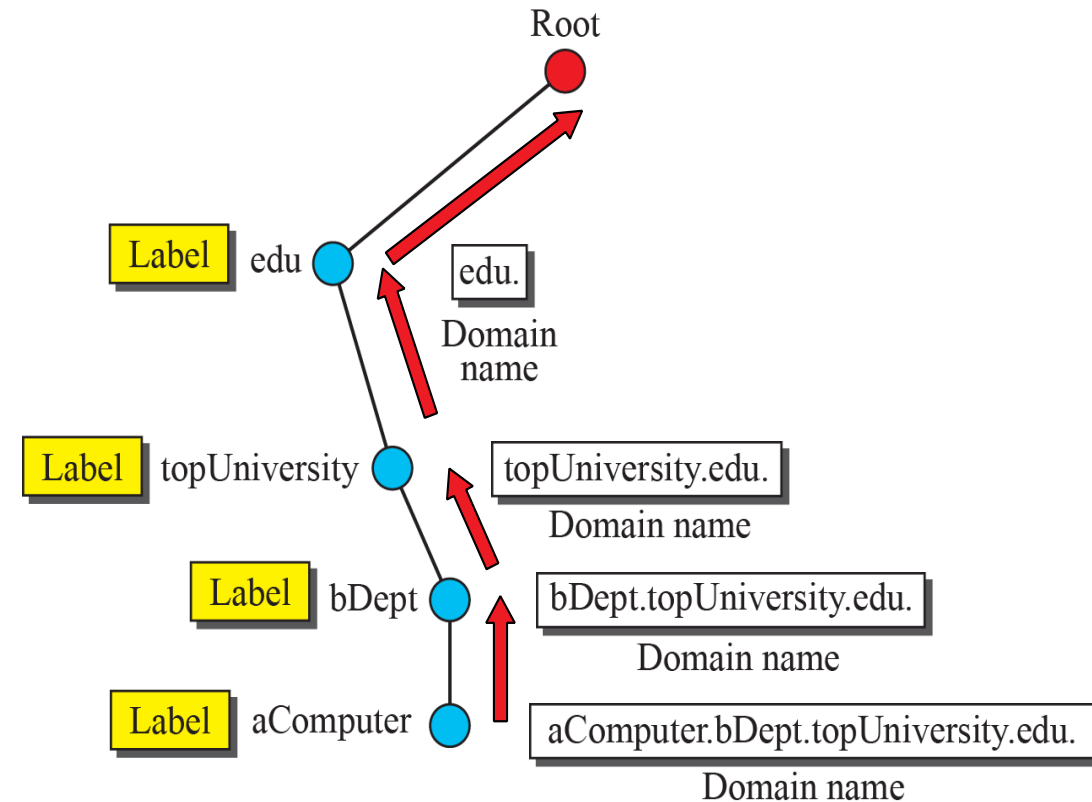 Root
Label
edu
edu.
Domain
name
Label
topUniversity
topUniversity.edu.
Domain name
Label
bDept
bDept.topUniversity.edu.
Domain name
Label
aComputer
aComputer.bDept.topUniversity.edu.
Domain name